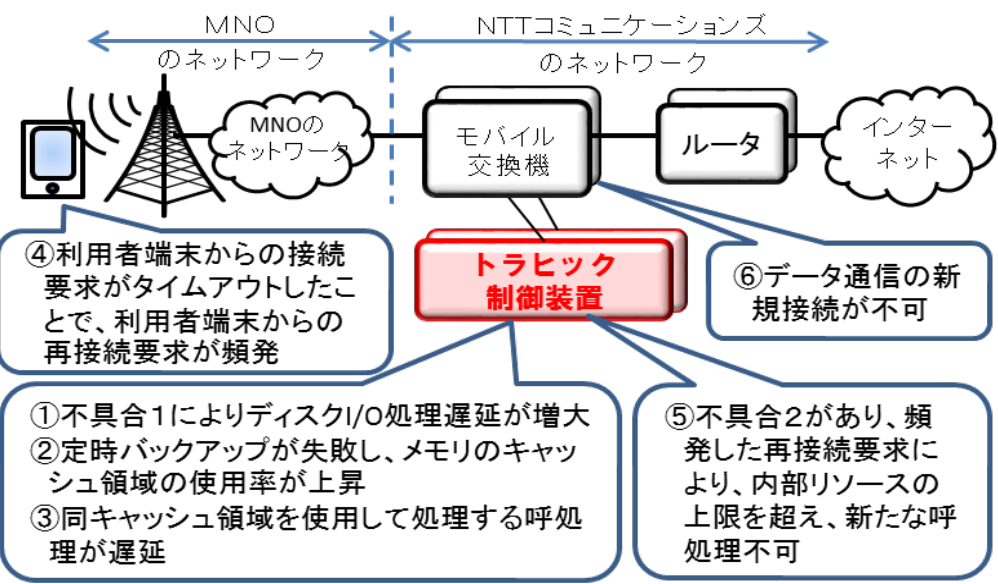 MNO
のネットワーク
NTTコミュニケーションズ
のネットワーク
MNOの
ネットワーク
モバイル
交換機
ルータ
インター
ネット
トラヒック
制御装置
④利用者端末からの接続
要求がタイムアウトしたこ
とで、利用者端末からの
再接続要求が頻発
⑥データ通信の新
規接続が不可
①不具合1によりディスクI/O処理遅延が増大
②定時バックアップが失敗し、メモリのキャッ
シュ領域の使用率が上昇
③同キャッシュ領域を使用して処理する呼処
理が遅延
⑤不具合2があり、頻
発した再接続要求に
より、内部リソースの
上限を超え、新たな呼
処理不可